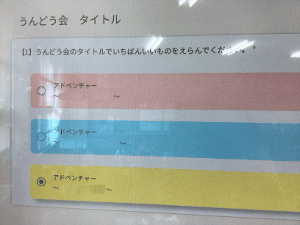 うんどう会　タイトル
【1】うんどう会のタイトルでいちばんいいものをえらんでください。*
アドベンチャー
～　　　　　～
アドベンチャー
～　　　　　～
アドベンチャー
～　　　　　～